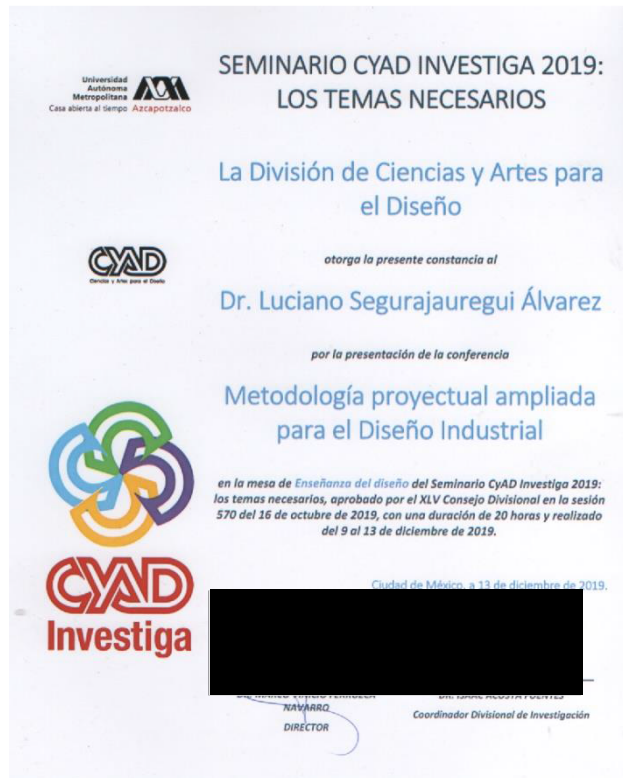 Universidad
Autónoma
Metropolitana
Casa abierta al tiempo Azcapotzalco
SEMINARIO CYAD INVESTIGA 2019:
LOS TEMAS NECESARIOS
La División de Ciencias y Artes para
el Diseño
CYAD
Ciencias y Artes para el Diseño
otorga la presente constancia al
Dr. Luciano Segurajauregui Álvarez
por la presentación de la conferencia
Metodología proyectual ampliada
para el Diseño Industrial
en la mesa de Enseñanza del diseño del Seminario CyAD Investiga 2019:
los temas necesarios, aprobado por el XLV Consejo Divisional en la sesión
570 del 16 de octubre de 2019, con una duración de 20 horas y realizado
del 9 al 13 de diciembre de 2019.
CYAD
Investiga
Ciudad de México, a 13 de diciembre de 2019.
NAVARRO
DIRECTOR
DR. ISAAC ACOSTA FUENTES
Coordinador Divisional de Investigación